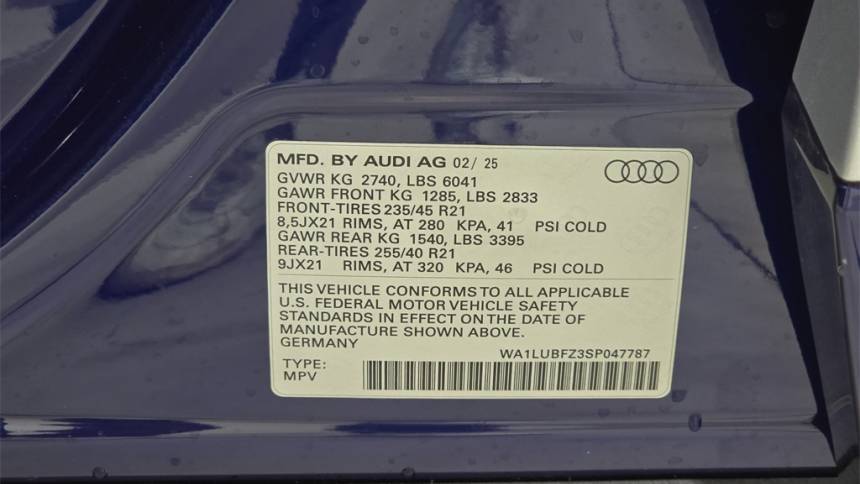 MFD. BY AUDI AG 02/ 25
GVWR KG 2740, LBS 6041
GAWR FRONT KG 1285, LBS 2833
FRONT-TIRES 235/45 R21
8,5JX21 RIMS, AT 280 KPA, 41 PSI COLD
GAWR REAR KG 1540, LBS 3395
REAR-TIRES 255/40 R21
9JX21 RIMS, AT 320 KPA, 46 PSI COLD
THIS VEHICLE CONFORMS TO ALL APPLICABLE
U.S. FEDERAL MOTOR VEHICLE SAFETY
STANDARDS IN EFFECT ON THE DATE OF
MANUFACTURE SHOWN ABOVE.
GERMANY
WA1LUBFZ3SP047787
TYPE:
MPV